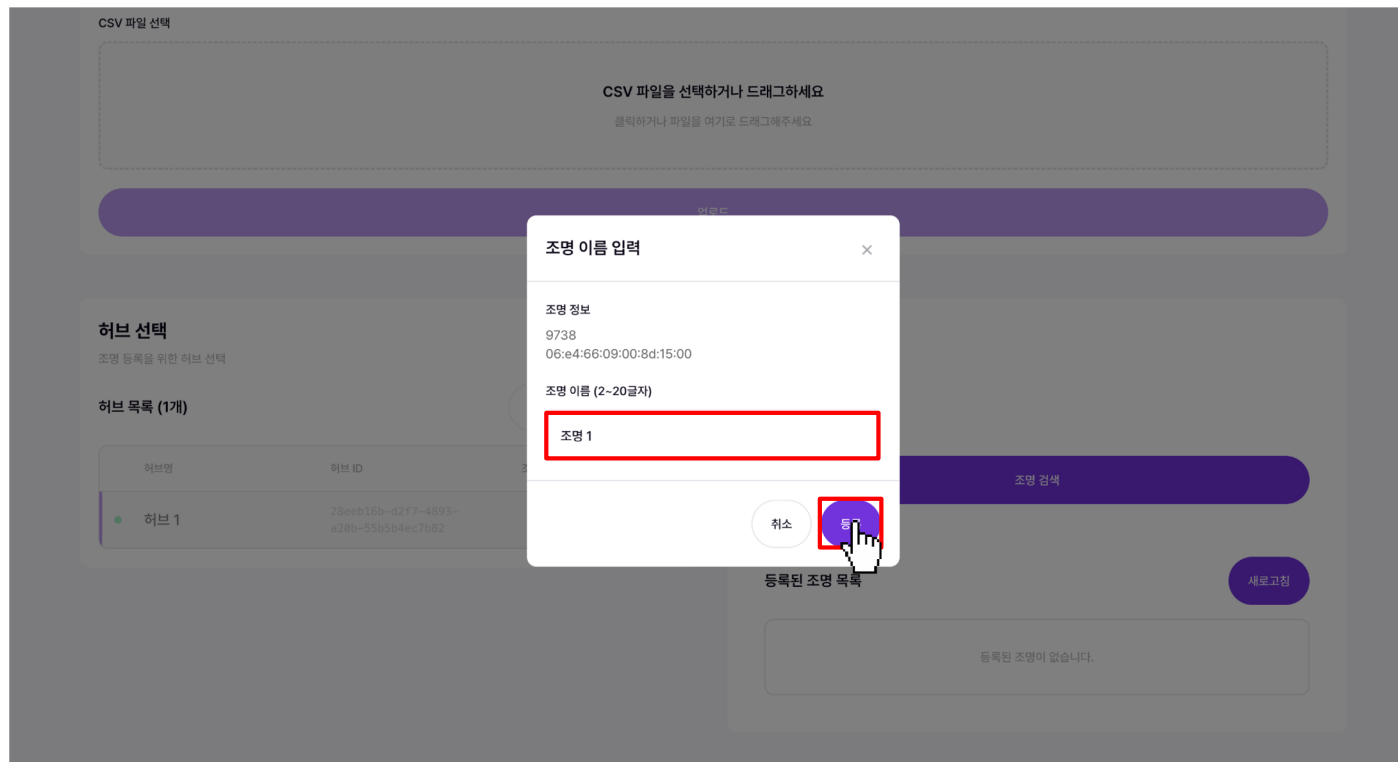 CSV 파일 선택
CSV 파일을 선택하거나 드래그하세요
클릭하거나 파일을 여기로 드래그해주세요
업로드
조명 이름 입력
조명 정보
9738
06:e4:66:09:00:8d:15:00
조명 이름 (2~20글자)
조명 1
취소
허브 선택
조명 등록을 위한 허브 선택
허브 목록 (1개)
허브명 허브 ID
허브 1 28eeb16b-d2f7-4893-
a20b-55b5b4ec7b82
조명 검색
등록된 조명 목록
새로고침
등록된 조명이 없습니다.